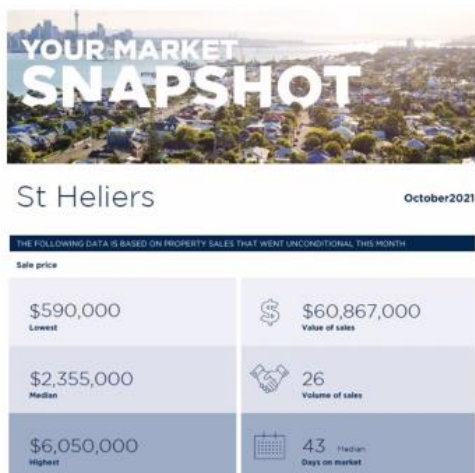 YOUR MARKET
SNAPSHOT
St Heliers
October2021
THE FOLLOWING DATA IS BASED ON PROPERTY SALES THAT WENT UNCONDITIONAL THIS MONTH
Sale price
$590,000
Lowest
$60,867,000
Value of sales
$2,355,000
Median
26
Volume of sales
$6,050,000
Highest
43 Median
Days on market